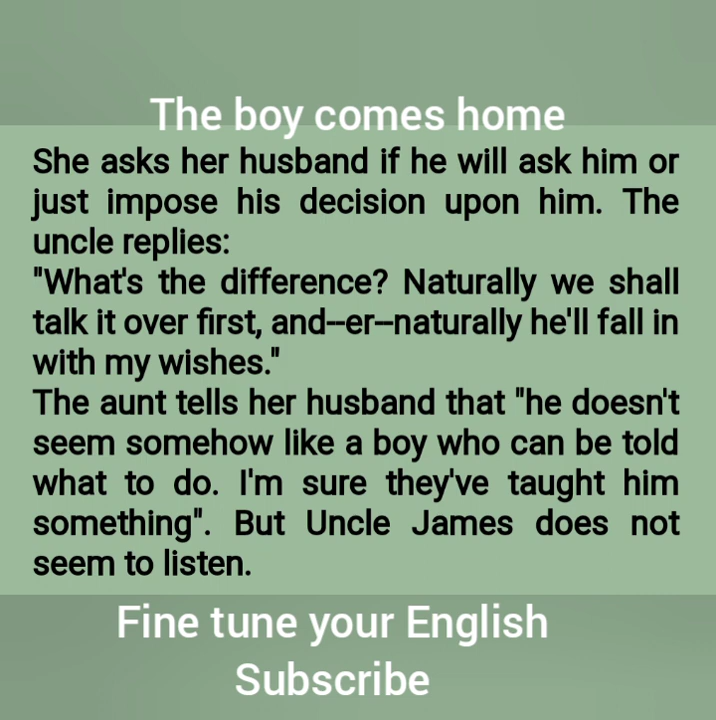 The boy comes home
She asks her husband if he will ask him or
just impose his decision upon him. The
uncle replies:
"What's the difference? Naturally we shall
talk it over first, and--er--naturally he'll fall in
with my wishes."
The aunt tells her husband that "he doesn't
seem somehow like a boy who can be told
what to do. I'm sure they've taught him
something". But Uncle James does not
seem to listen.
Fine tune your English
Subscribe